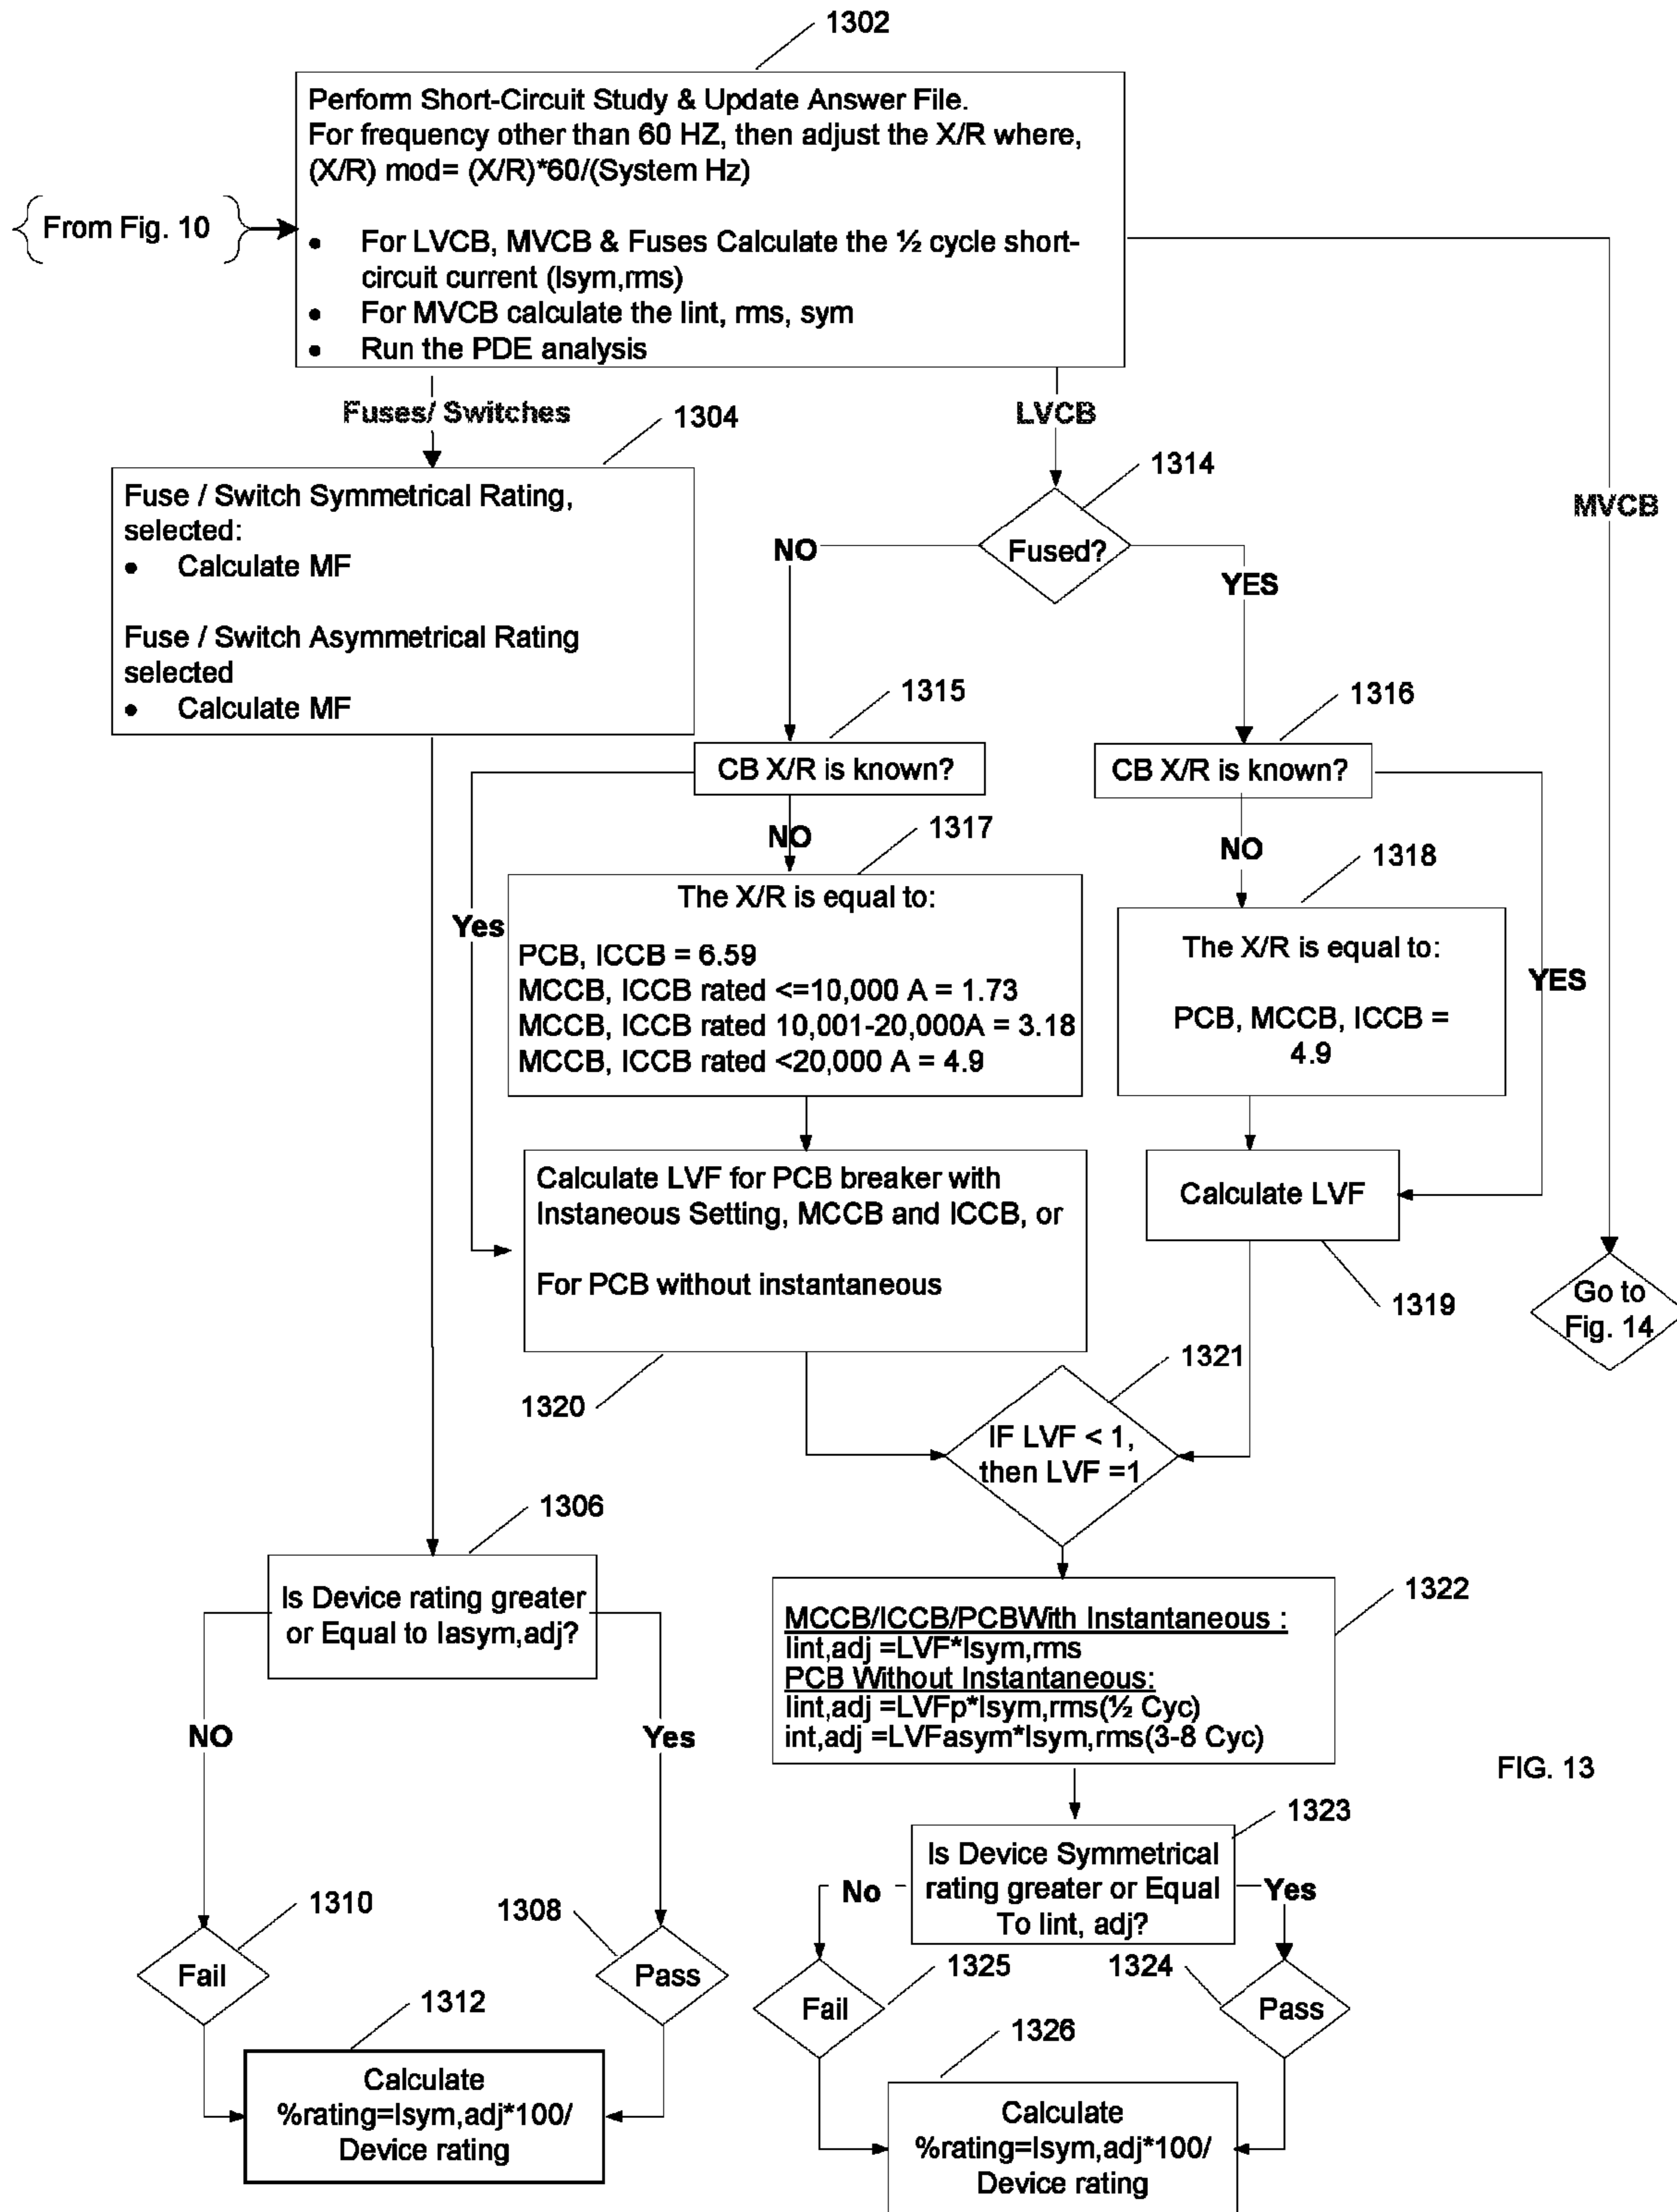 1302
Perform Short-Circuit Study & Update Answer File.
For frequency other than 60 HZ, then adjust the X/R where,
(X/R) mod= (X/R)*60/(System Hz)
• For LVCB, MVCB & Fuses Calculate the ½ cycle short-
circuit current (Isym,rms)
• For MVCB calculate the Iint, rms, sym
• Run the PDE analysis
From Fig. 10
Fuses/ Switches
LVCB
MVCB
1304
Fuse / Switch Symmetrical Rating,
selected:
• Calculate MF
Fuse / Switch Asymmetrical Rating
selected
• Calculate MF
1314
Fused?
NO
YES
1315
CB X/R is known?
1316
CB X/R is known?
NO
Yes
1317
The X/R is equal to:
PCB, ICCB = 6.59
MCCB, ICCB rated <=10,000 A = 1.73
MCCB, ICCB rated 10,001-20,000A = 3.18
MCCB, ICCB rated <20,000 A = 4.9
NO
YES
1318
The X/R is equal to:
PCB, MCCB, ICCB =
4.9
Calculate LVF for PCB breaker with
Instaneous Setting, MCCB and ICCB, or
For PCB without instantaneous
1320
Calculate LVF
1319
Go to
Fig. 14
1321
IF LVF < 1,
then LVF =1
1306
Is Device rating greater
or Equal to Iasym,adj?
NO
Yes
1322
MCCB/ICCB/PCBWith Instantaneous :
Iint,adj =LVF*Isym,rms
PCB Without Instantaneous:
Iint,adj =LVFp*Isym,rms(½ Cyc)
int,adj =LVFasym*Isym,rms(3-8 Cyc)
FIG. 13
1323
Is Device Symmetrical
rating greater or Equal
To Iint, adj?
No
Yes
1310
Fail
1308
Pass
1325
Fail
1324
Pass
1312
Calculate
%rating=Isym,adj*100/
Device rating
1326
Calculate
%rating=Isym,adj*100/
Device rating